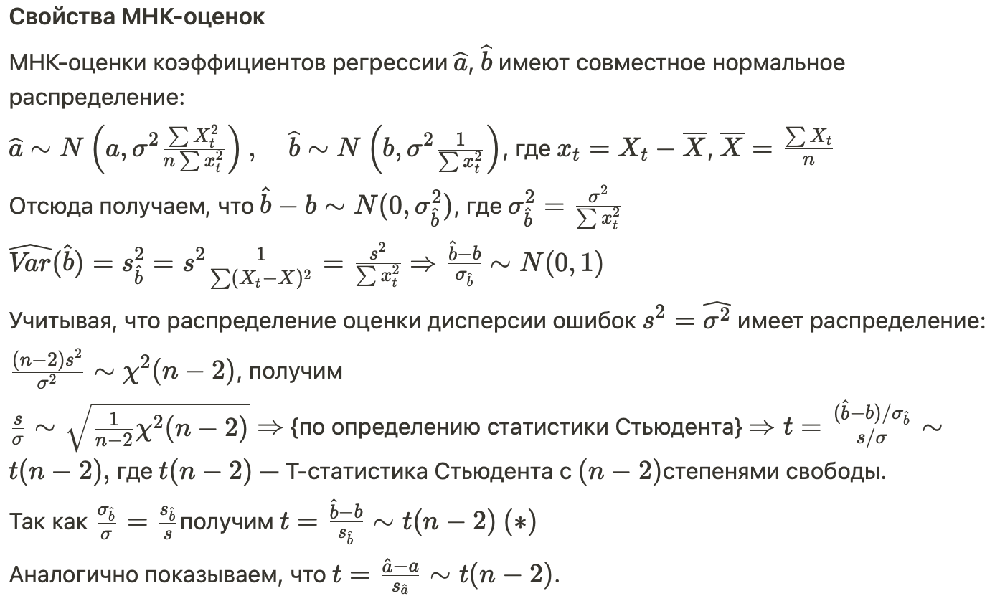 Свойства МНК-оценок
МНК-оценки коэффициентов регрессии $\widehat{a}$, $\widehat{b}$ имеют совместное нормальное
распределение:
$\widehat{a} \sim N\left(a, \sigma^2 \frac{\sum X_t^2}{n \sum x_t^2}\right), \quad \widehat{b} \sim N\left(b, \sigma^2 \frac{1}{\sum x_t^2}\right)$, где $x_t = X_t - \overline{X}$, $\overline{X} = \frac{\sum X_t}{n}$
Отсюда получаем, что $\hat{b} - b \sim N(0, \sigma_{\hat{b}}^2)$, где $\sigma_{\hat{b}}^2 = \frac{\sigma^2}{\sum x_t^2}$
$\widehat{Var}(\hat{b}) = s_{\hat{b}}^2 = s^2 \frac{1}{\sum (X_t - \overline{X})^2} = \frac{s^2}{\sum x_t^2} \Rightarrow \frac{\hat{b} - b}{\sigma_{\hat{b}}} \sim N(0, 1)$
Учитывая, что распределение оценки дисперсии ошибок $s^2 = \widehat{\sigma^2}$ имеет распределение:
$\frac{(n-2)s^2}{\sigma^2} \sim \chi^2(n-2)$, получим
$\frac{s}{\sigma} \sim \sqrt{\frac{1}{n-2}\chi^2(n-2)} \Rightarrow$ {по определению статистики Стьюдента} $\Rightarrow t = \frac{(\hat{b}-b)/\sigma_{\hat{b}}}{s/\sigma} \sim$
$t(n-2)$, где $t(n-2)$ — Т-статистика Стьюдента с $(n-2)$степенями свободы.
Так как $\frac{\sigma_{\hat{b}}}{\sigma} = \frac{s_{\hat{b}}}{s}$получим $t = \frac{\hat{b}-b}{s_{\hat{b}}} \sim t(n-2) \; (*)$
Аналогично показываем, что $t = \frac{\hat{a}-a}{s_{\hat{a}}} \sim t(n-2)$.